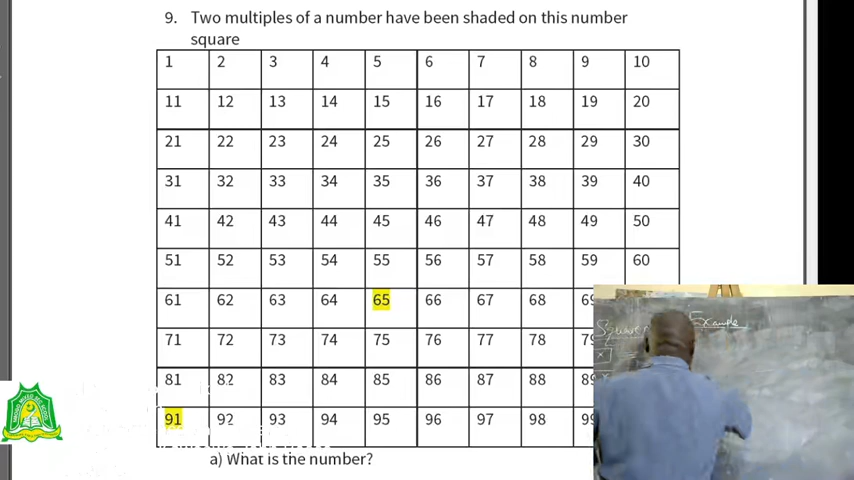 9. Two multiples of a number have been shaded on this number
square
1 2 3 4 5 6 7 8 9 10
11 12 13 14 15 16 17 18 19 20
21 22 23 24 25 26 27 28 29 30
31 32 33 34 35 36 37 38 39 40
41 42 43 44 45 46 47 48 49 50
51 52 53 54 55 56 57 58 59 60
61 62 63 64 65 66 67 68 69
71 72 73 74 75 76 77 78 79
81 82 83 84 85 86 87 88 89
91 92 93 94 95 96 97 98 99
a) What is the number?
Square
Example